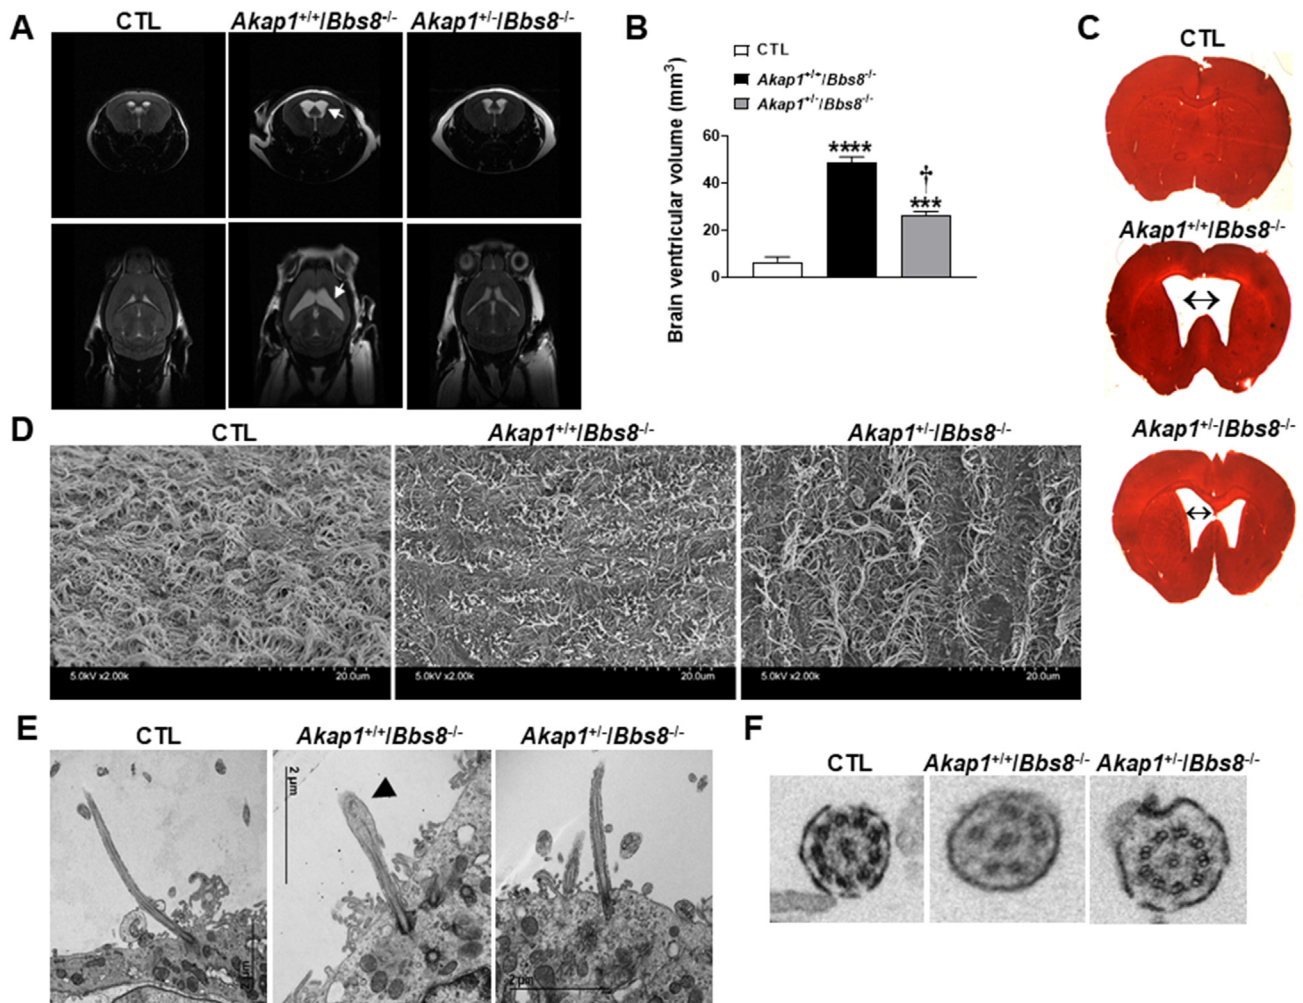 A
CTL
Akap1+/+/Bbs8-/-
Akap1+/-/Bbs8-/-
B
CTL
Akap1+/+/Bbs8-/-
Akap1+/-/Bbs8-/-
Brain ventricular volume (mm3)
60
40
20
0
****
†
***
C
CTL
Akap1+/+/Bbs8-/-
Akap1+/-/Bbs8-/-
D
CTL
Akap1+/+/Bbs8-/-
Akap1+/-/Bbs8-/-
5.0kV x2.00k
20.0um
5.0kV x2.00k
20.0um
5.0kV x2.00k
20.0um
E
CTL
Akap1+/+/Bbs8-/-
Akap1+/-/Bbs8-/-
2 µm
2 µm
2 µm
F
CTL
Akap1+/+/Bbs8-/-
Akap1+/-/Bbs8-/-